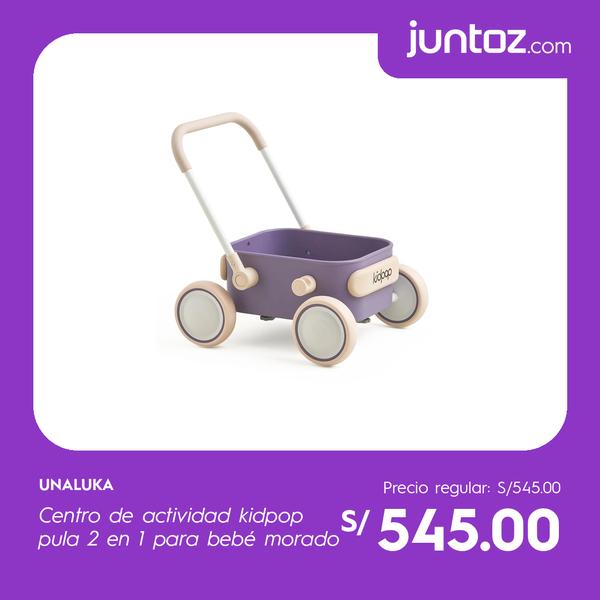 juntoz.com
kidpop
UNALUKA
Centro de actividad kidpop
pula 2 en 1 para bebé morado
Precio regular: S/545.00
S/ 545.00